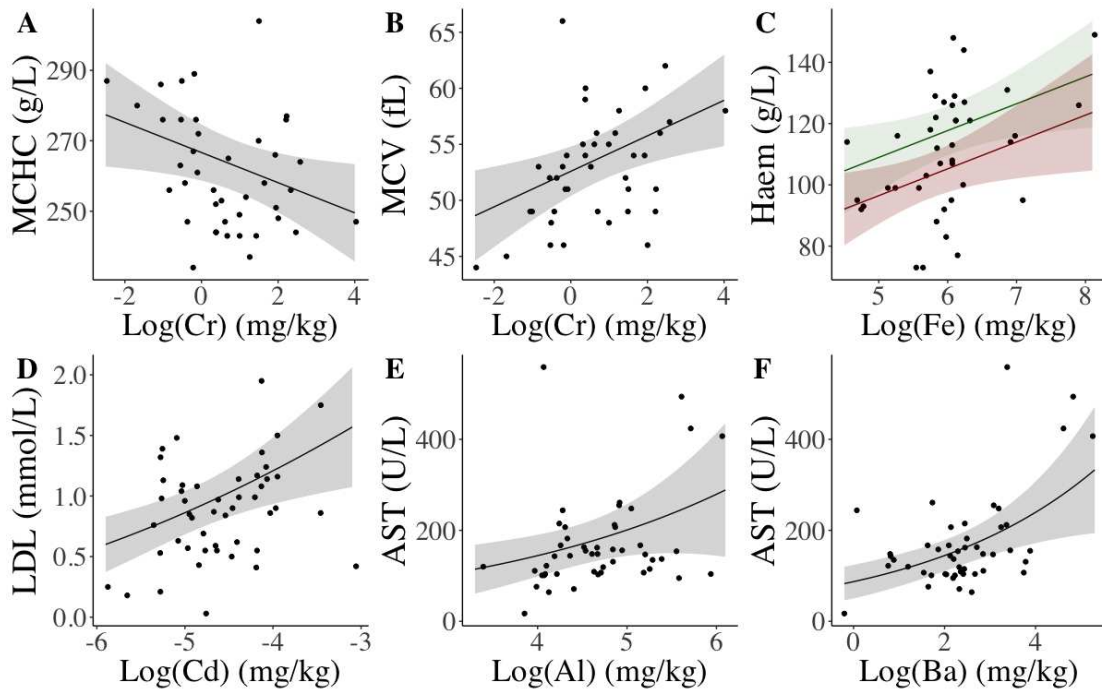 A
MCHC (g/L)
290
270
250
-2 0 2 4
Log(Cr) (mg/kg)
B
MCV (fL)
65
60
55
50
45
-2 0 2 4
Log(Cr) (mg/kg)
C
Haem (g/L)
140
120
100
80
5 6 7 8
Log(Fe) (mg/kg)
D
LDL (mmol/L)
2.0
1.5
1.0
0.5
0.0
-6 -5 -4 -3
Log(Cd) (mg/kg)
E
AST (U/L)
400
200
0
4 5 6
Log(Al) (mg/kg)
F
AST (U/L)
400
200
0
0 2 4
Log(Ba) (mg/kg)